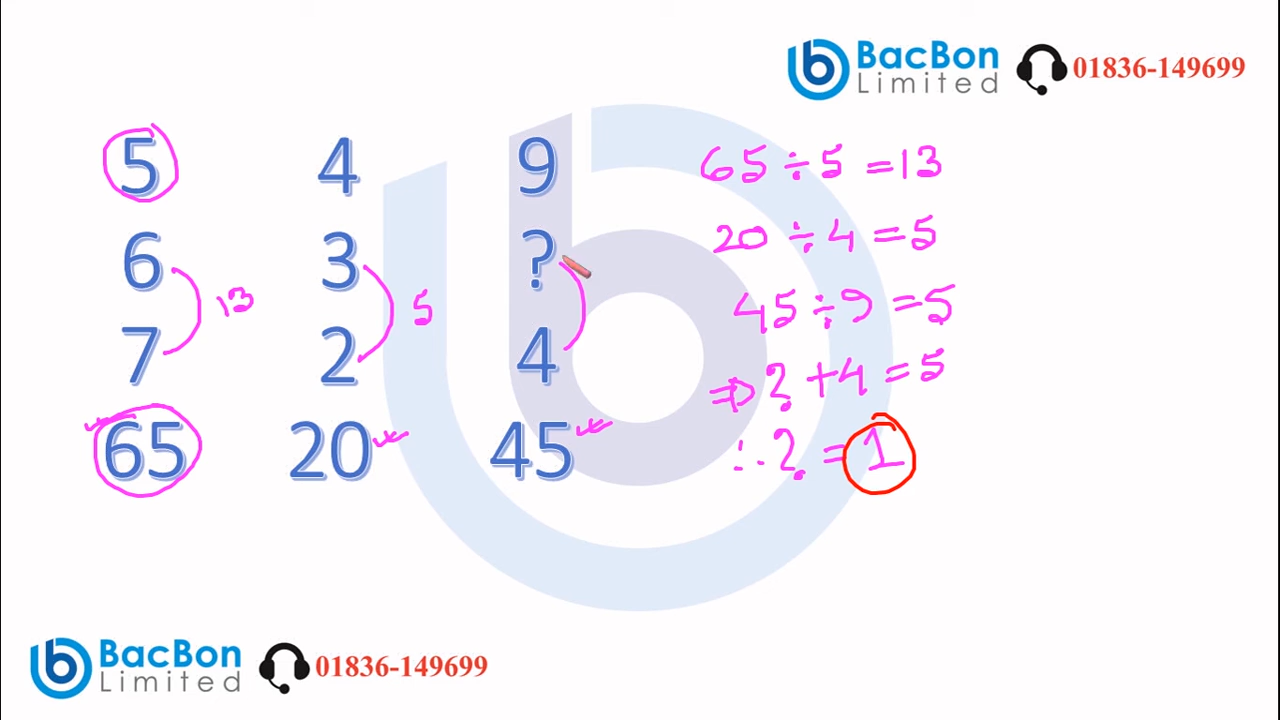 BacBon
Limited
01836-149699
5 4 9
6 3 ?
7 2 4
65 20 45
13
5
65 ÷ 5 = 13
20 ÷ 4 = 5
45 ÷ 9 = 5
⇒ ? + 4 = 5
∴ ? = 1
BacBon
Limited
01836-149699